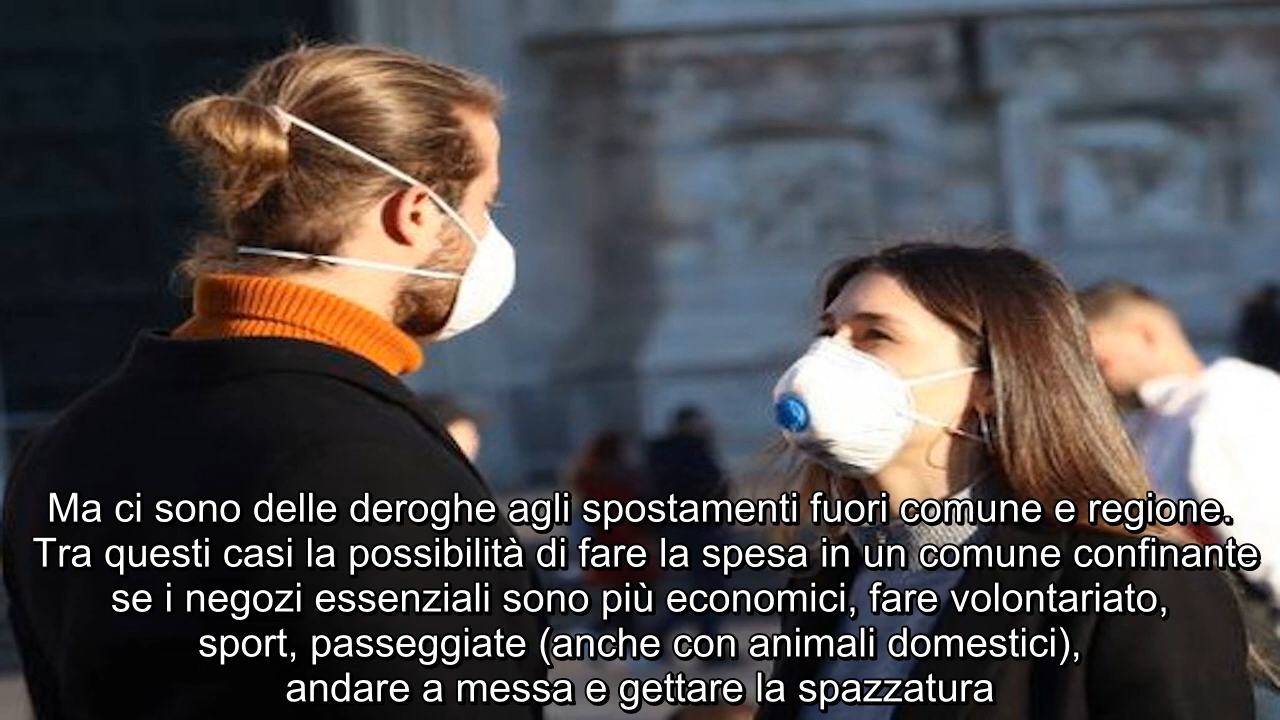 Ma ci sono delle deroghe agli spostamenti fuori comune e regione.
Tra questi casi la possibilità di fare la spesa in un comune confinante
se i negozi essenziali sono più economici, fare volontariato,
sport, passeggiate (anche con animali domestici),
andare a messa e gettare la spazzatura